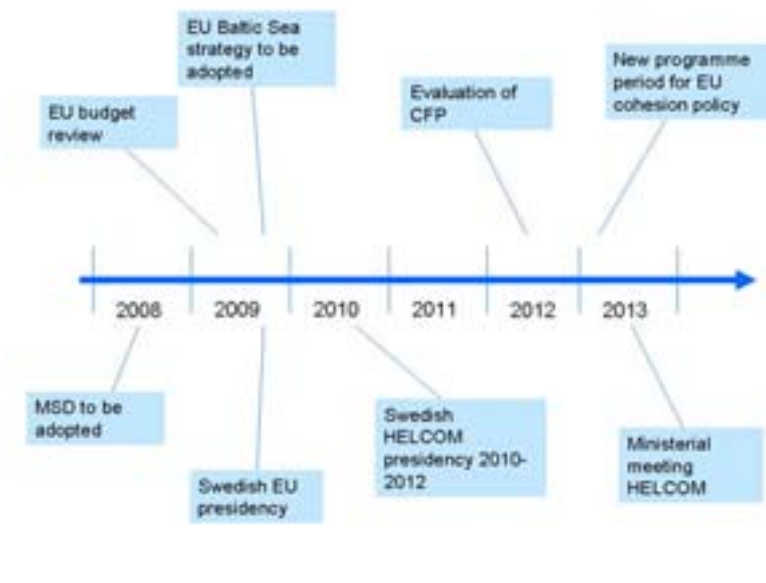 EU Baltic Sea
strategy to be
adopted
New programme
period for EU
cohesion policy
Evaluation of
CFP
EU budget
review
2008
2009
2010
2011
2012
2013
MSD to be
adopted
Swedish
HELCOM
presidency 2010-
2012
Ministerial
meeting
HELCOM
Swedish EU
presidency